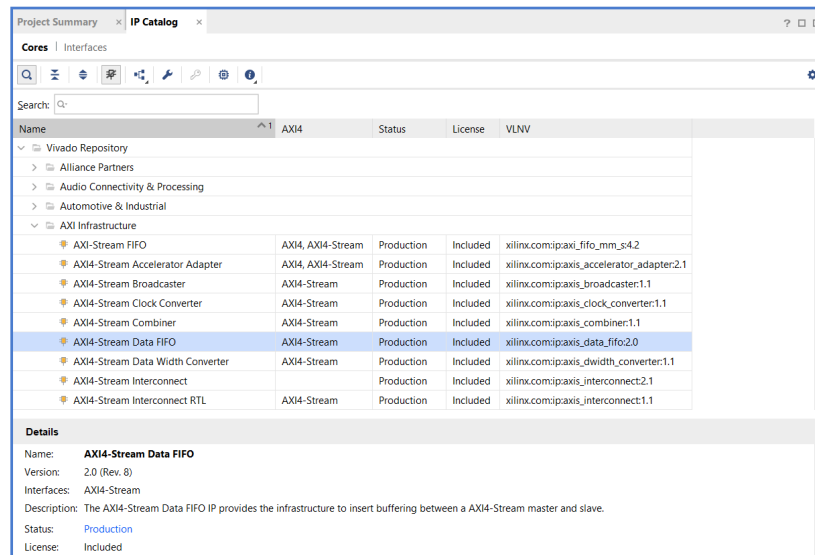 Project Summary × IP Catalog × ?
Cores | Interfaces
Search: Q-
Name 1 AXI4 Status License VLNV
Vivado Repository
Alliance Partners
Audio Connectivity & Processing
Automotive & Industrial
AXI Infrastructure
AXI-Stream FIFO AXI4, AXI4-Stream Production Included xilinx.com:ip:axi_fifo_mm_s:4.2
AXI4-Stream Accelerator Adapter AXI4, AXI4-Stream Production Included xilinx.com:ip:axis_accelerator_adapter:2.1
AXI4-Stream Broadcaster AXI4-Stream Production Included xilinx.com:ip:axis_broadcaster:1.1
AXI4-Stream Clock Converter AXI4-Stream Production Included xilinx.com:ip:axis_clock_converter:1.1
AXI4-Stream Combiner AXI4-Stream Production Included xilinx.com:ip:axis_combiner:1.1
AXI4-Stream Data FIFO AXI4-Stream Production Included xilinx.com:ip:axis_data_fifo:2.0
AXI4-Stream Data Width Converter AXI4-Stream Production Included xilinx.com:ip:axis_dwidth_converter:1.1
AXI4-Stream Interconnect Production Included xilinx.com:ip:axis_interconnect:2.1
AXI4-Stream Interconnect RTL AXI4-Stream Production Included xilinx.com:ip:axis_interconnect:1.1
Details
Name: AXI4-Stream Data FIFO
Version: 2.0 (Rev. 8)
Interfaces: AXI4-Stream
Description: The AXI4-Stream Data FIFO IP provides the infrastructure to insert buffering between a AXI4-Stream master and slave.
Status: Production
License: Included